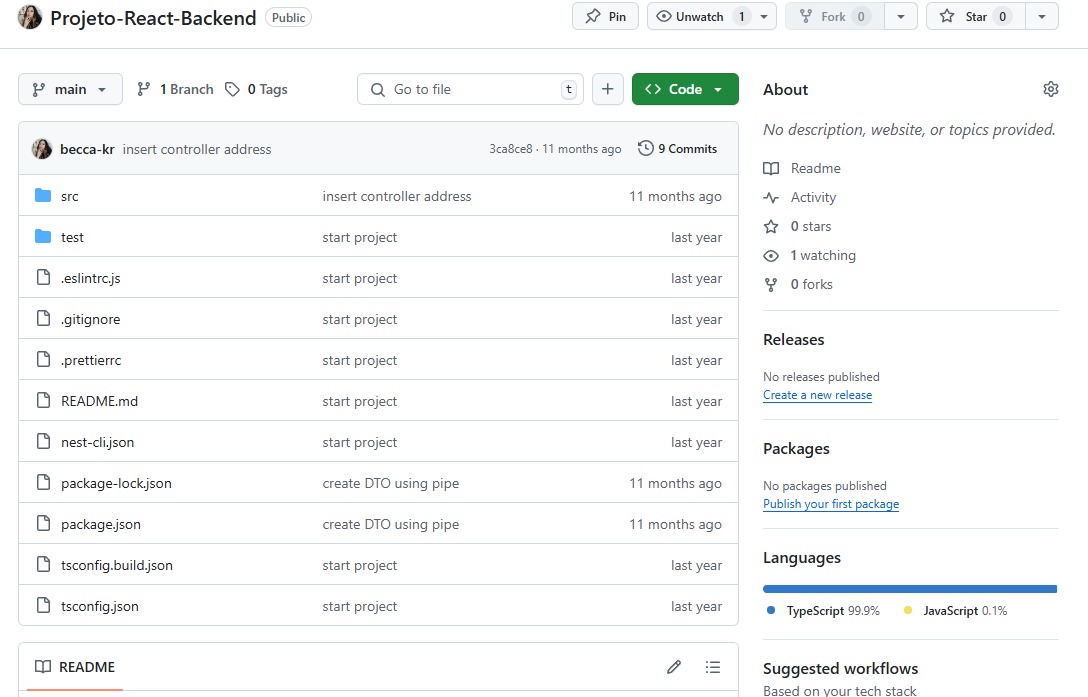 Projeto-React-Backend Public Pin Unwatch 1 Fork 0 Star 0
main 1 Branch 0 Tags Go to file t Code
becca-kr insert controller address 3ca8ce8 · 11 months ago 9 Commits
src insert controller address 11 months ago
test start project last year
.eslintrc.js start project last year
.gitignore start project last year
.prettierrc start project last year
README.md start project last year
nest-cli.json start project last year
package-lock.json create DTO using pipe 11 months ago
package.json create DTO using pipe 11 months ago
tsconfig.build.json start project last year
tsconfig.json start project last year
README
About
No description, website, or topics provided.
Readme
Activity
0 stars
1 watching
0 forks
Releases
No releases published
Create a new release
Packages
No packages published
Publish your first package
Languages
TypeScript 99.9% JavaScript 0.1%
Suggested workflows
Based on your tech stack